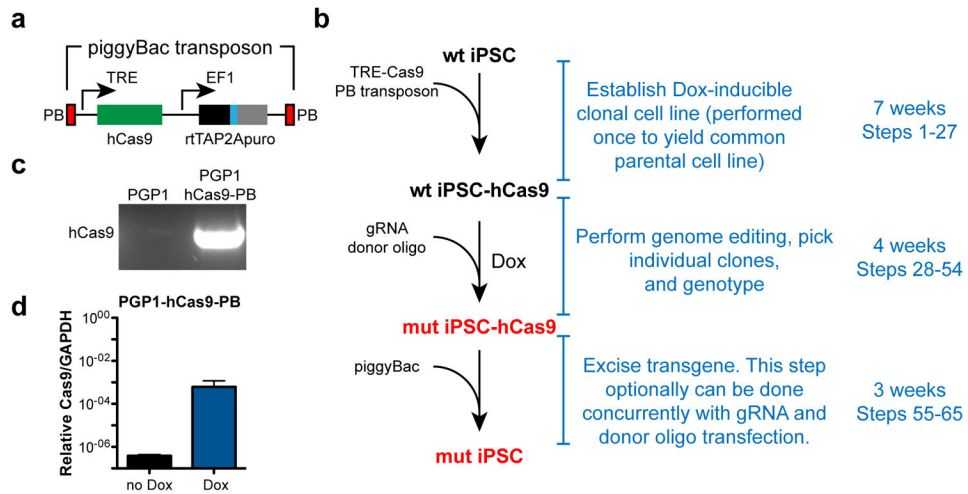 a
piggyBac transposon
TRE
EF1
PB
PB
hCas9
rtTAP2Apuro
c
PGP1
PGP1
hCas9-PB
hCas9
d
PGP1-hCas9-PB
Relative Cas9/GAPDH
10^00
10^-02
10^-04
10^-06
no Dox
Dox
b
wt iPSC
TRE-Cas9
PB transposon
Establish Dox-inducible
clonal cell line (performed
once to yield common
parental cell line)
7 weeks
Steps 1-27
wt iPSC-hCas9
gRNA
donor oligo
Dox
Perform genome editing, pick
individual clones,
and genotype
4 weeks
Steps 28-54
mut iPSC-hCas9
piggyBac
Excise transgene. This step
optionally can be done
concurrently with gRNA and
donor oligo transfection.
3 weeks
Steps 55-65
mut iPSC